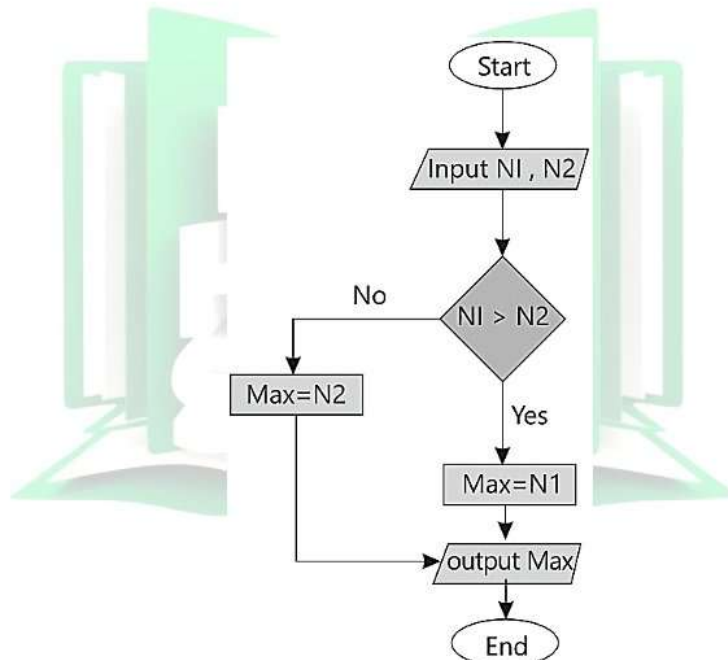 Start
Input NI , N2
NI > N2
No
Max=N2
Yes
Max=N1
output Max
End